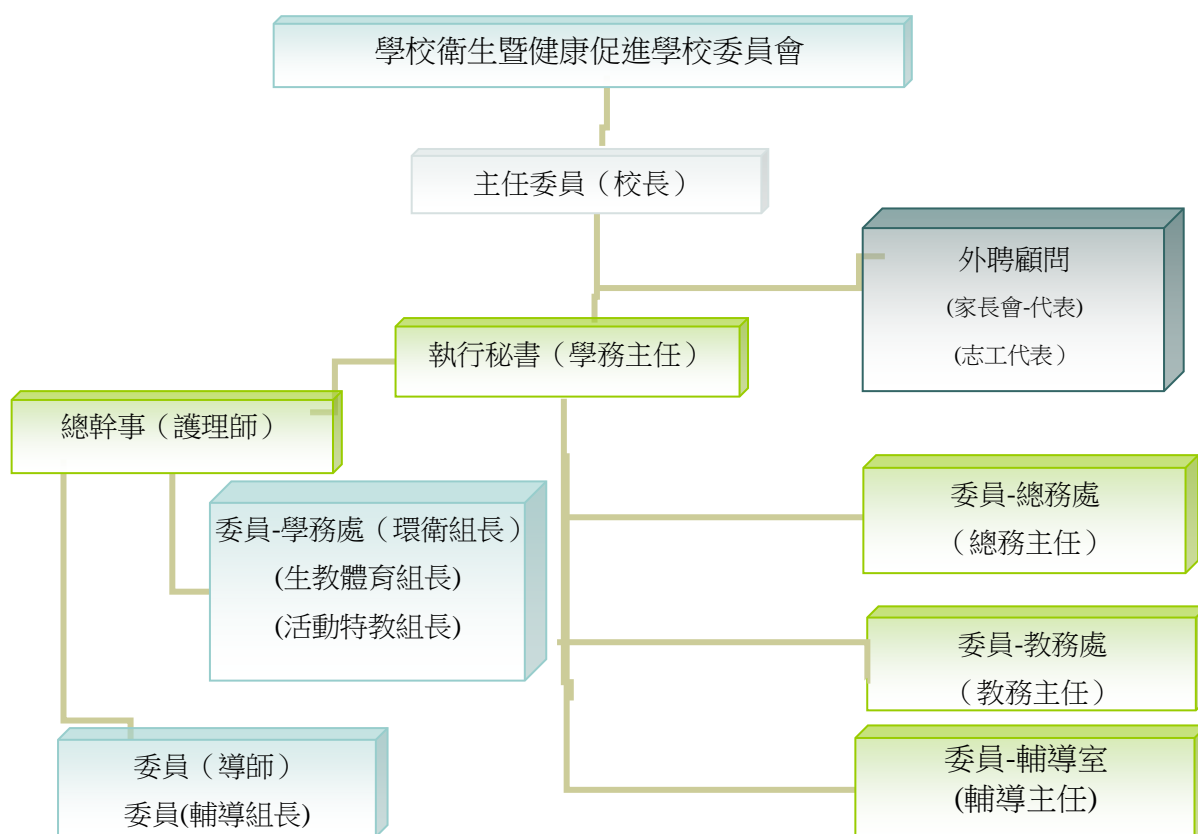 學校衛生暨健康促進學校委員會
主任委員（校長）
外聘顧問
(家長會-代表)
(志工代表）
執行秘書（學務主任）
總幹事（護理師）
委員-學務處（環衛組長）
(生教體育組長)
(活動特教組長)
委員-總務處
（總務主任）
委員-教務處
（教務主任）
委員-輔導室
(輔導主任)
委員（導師）
委員(輔導組長)